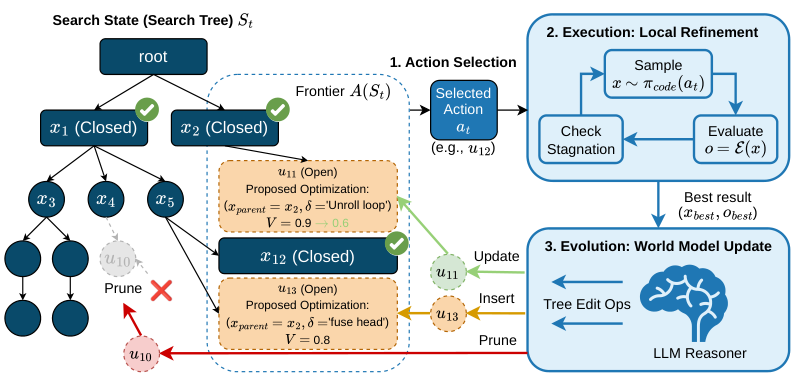 Search State (Search Tree) S_t
root
x_1 (Closed)
x_2 (Closed)
x_3
x_4
x_5
u_10
Prune
u_10
Frontier A(S_t)
u_11 (Open)
Proposed Optimization:
(x_parent = x_2, δ ='Unroll loop')
V = 0.9 → 0.6
x_12 (Closed)
u_13 (Open)
Proposed Optimization:
(x_parent = x_2, δ ='fuse head')
V = 0.8
1. Action Selection
Selected
Action
a_t
(e.g., u_12)
Update
u_11
Insert
u_13
Prune
2. Execution: Local Refinement
Sample
x ∼ π_code(a_t)
Check
Stagnation
Evaluate
o = ℰ(x)
Best result
(x_best, o_best)
3. Evolution: World Model Update
Tree Edit Ops
LLM Reasoner